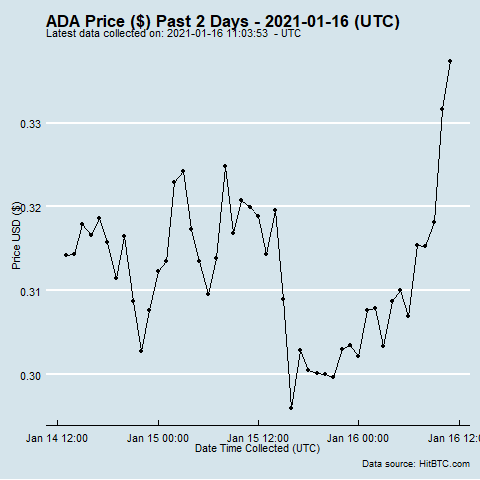 ADA Price ($) Past 2 Days - 2021-01-16 (UTC)
Latest data collected on: 2021-01-16 11:03:53 - UTC
Price USD ($)
0.33
0.32
0.31
0.30
Jan 14 12:00
Jan 15 00:00
Jan 15 12:00
Jan 16 00:00
Jan 16 12:
Date Time Collected (UTC)
Data source: HitBTC.com